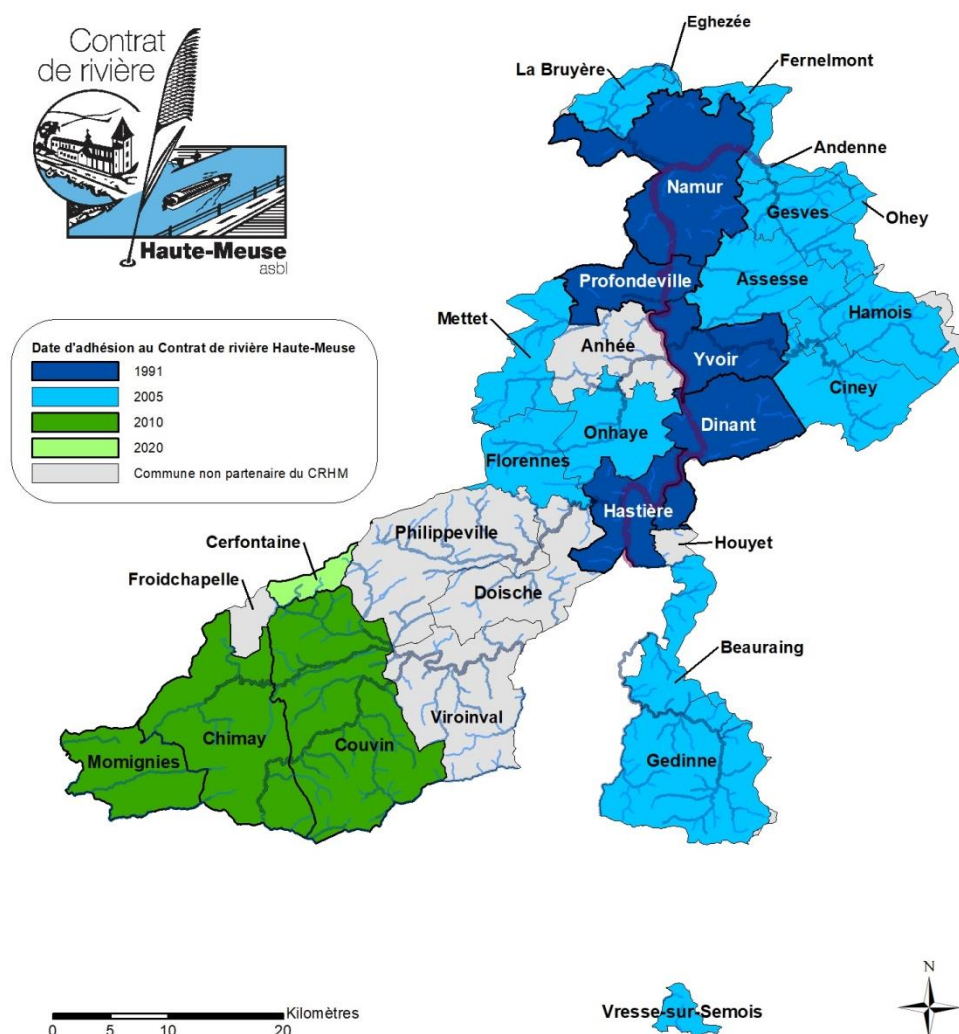 Contrat
de rivière
Haute-Meuse
asbl
Date d'adhésion au Contrat de rivière Haute-Meuse
1991
2005
2010
2020
Commune non partenaire du CRHM
Eghezée
La Bruyère
Fernelmont
Andenne
Namur
Gesves
Ohey
Profondeville
Assesse
Mettet
Hamois
Anhée
Yvoir
Ciney
Dinant
Onhaye
Florennes
Hastière
Philippeville
Houyet
Cerfontaine
Froidchapelle
Doische
Beauraing
Viroinval
Chimay
Couvin
Momignies
Gedinne
N
Kilomètres
0 5 10 20
Vresse-sur-Semois